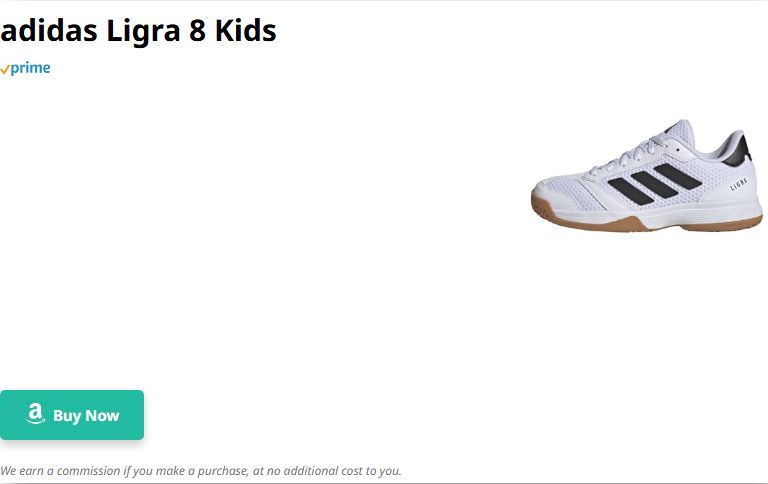 adidas Ligra 8 Kids
prime
LIGRA
a Buy Now
We earn a commission if you make a purchase, at no additional cost to you.